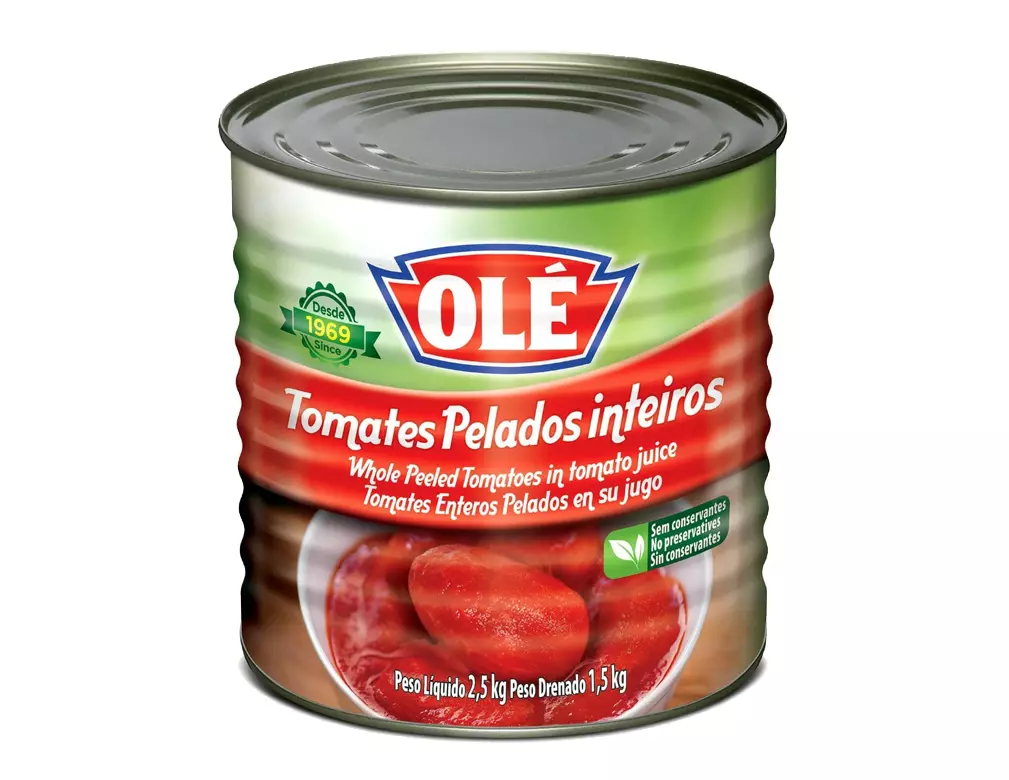 OLÉ
Desde
1969
Since
Tomates Pelados inteiros
Whole Peeled Tomatoes in tomato juice
Tomates Enteros Pelados en su jugo
Sem conservantes
No preservatives
Sin conservantes
Peso Líquido 2,5 kg Peso Drenado 1,5 kg